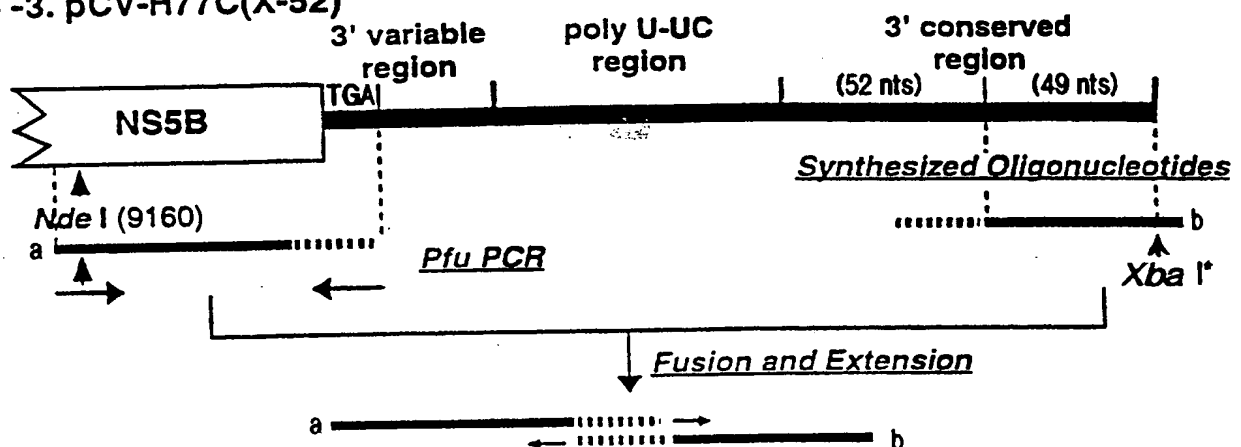 -3. pCV-H77C(X-52)
3' variable region
poly U-UC region
3' conserved region
(52 nts)
(49 nts)
TGA
NS5B
Synthesized Oligonucleotides
Nde I (9160)
a
b
Pfu PCR
Xba I*
Fusion and Extension
a
b